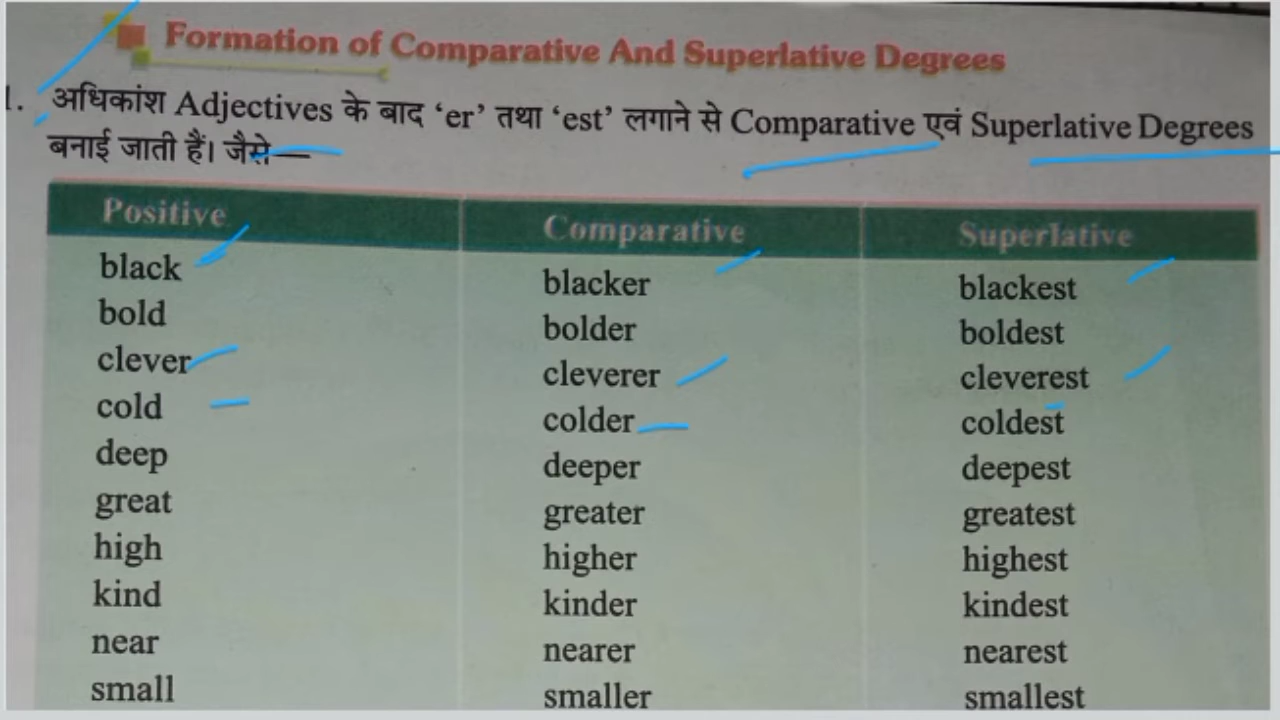 Formation of Comparative And Superlative Degrees
1. अधिकांश Adjectives के बाद ‘er’ तथा ‘est’ लगाने से Comparative एवं Superlative Degrees
बनाई जाती हैं। जैसे—
Positive Comparative Superlative
black blacker blackest
bold bolder boldest
clever cleverer cleverest
cold colder coldest
deep deeper deepest
great greater greatest
high higher highest
kind kinder kindest
near nearer nearest
small smaller smallest